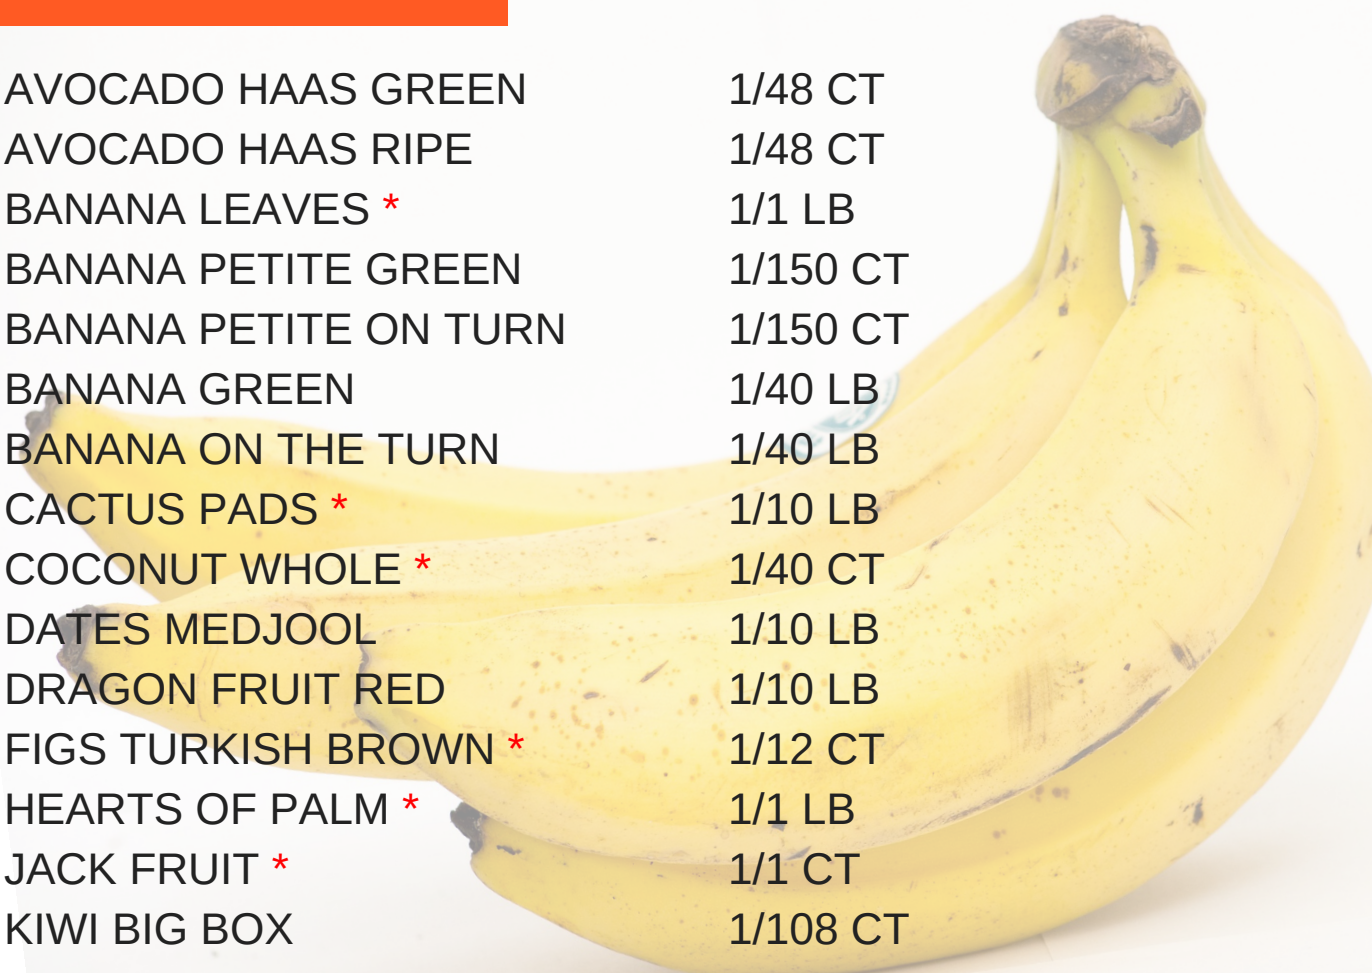 AVOCADO HAAS GREEN 1/48 CT
AVOCADO HAAS RIPE 1/48 CT
BANANA LEAVES * 1/1 LB
BANANA PETITE GREEN 1/150 CT
BANANA PETITE ON TURN 1/150 CT
BANANA GREEN 1/40 LB
BANANA ON THE TURN 1/40 LB
CACTUS PADS * 1/10 LB
COCONUT WHOLE * 1/40 CT
DATES MEDJOOL 1/10 LB
DRAGON FRUIT RED 1/10 LB
FIGS TURKISH BROWN * 1/12 CT
HEARTS OF PALM * 1/1 LB
JACK FRUIT * 1/1 CT
KIWI BIG BOX 1/108 CT